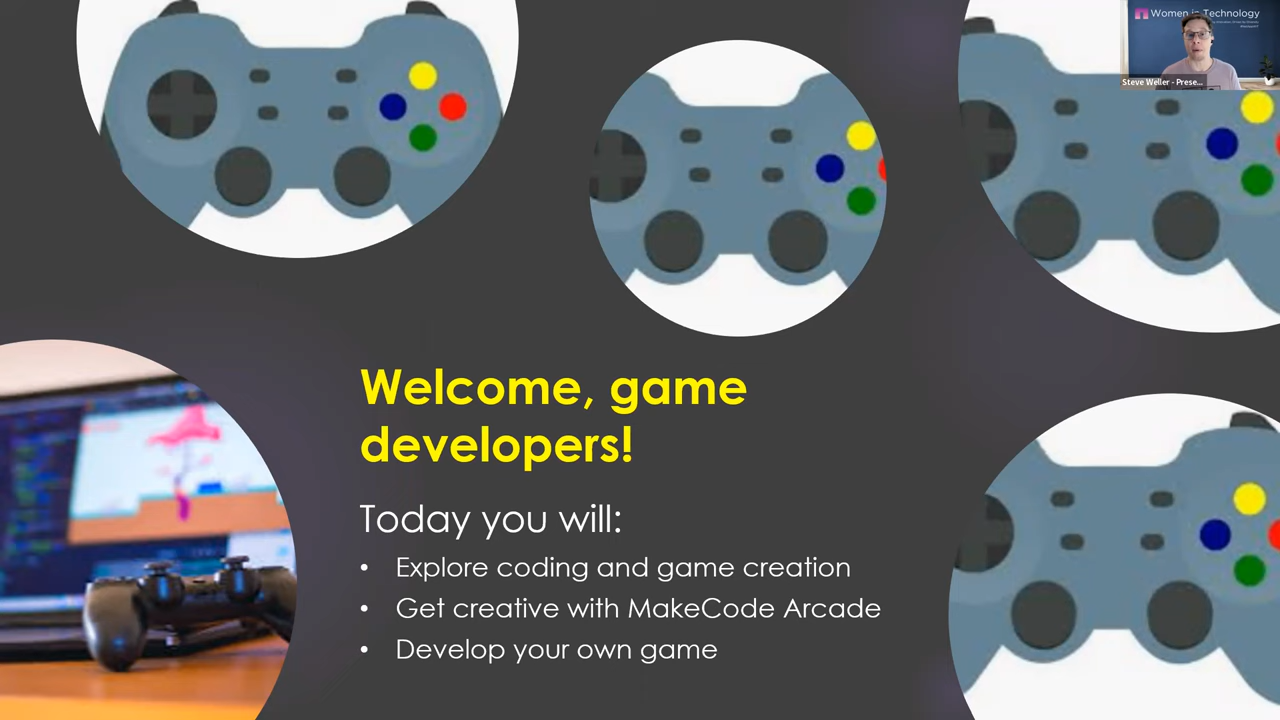 Women in Technology
Steve Weller - Prese...
Welcome, game
developers!
Today you will:
• Explore coding and game creation
• Get creative with MakeCode Arcade
• Develop your own game